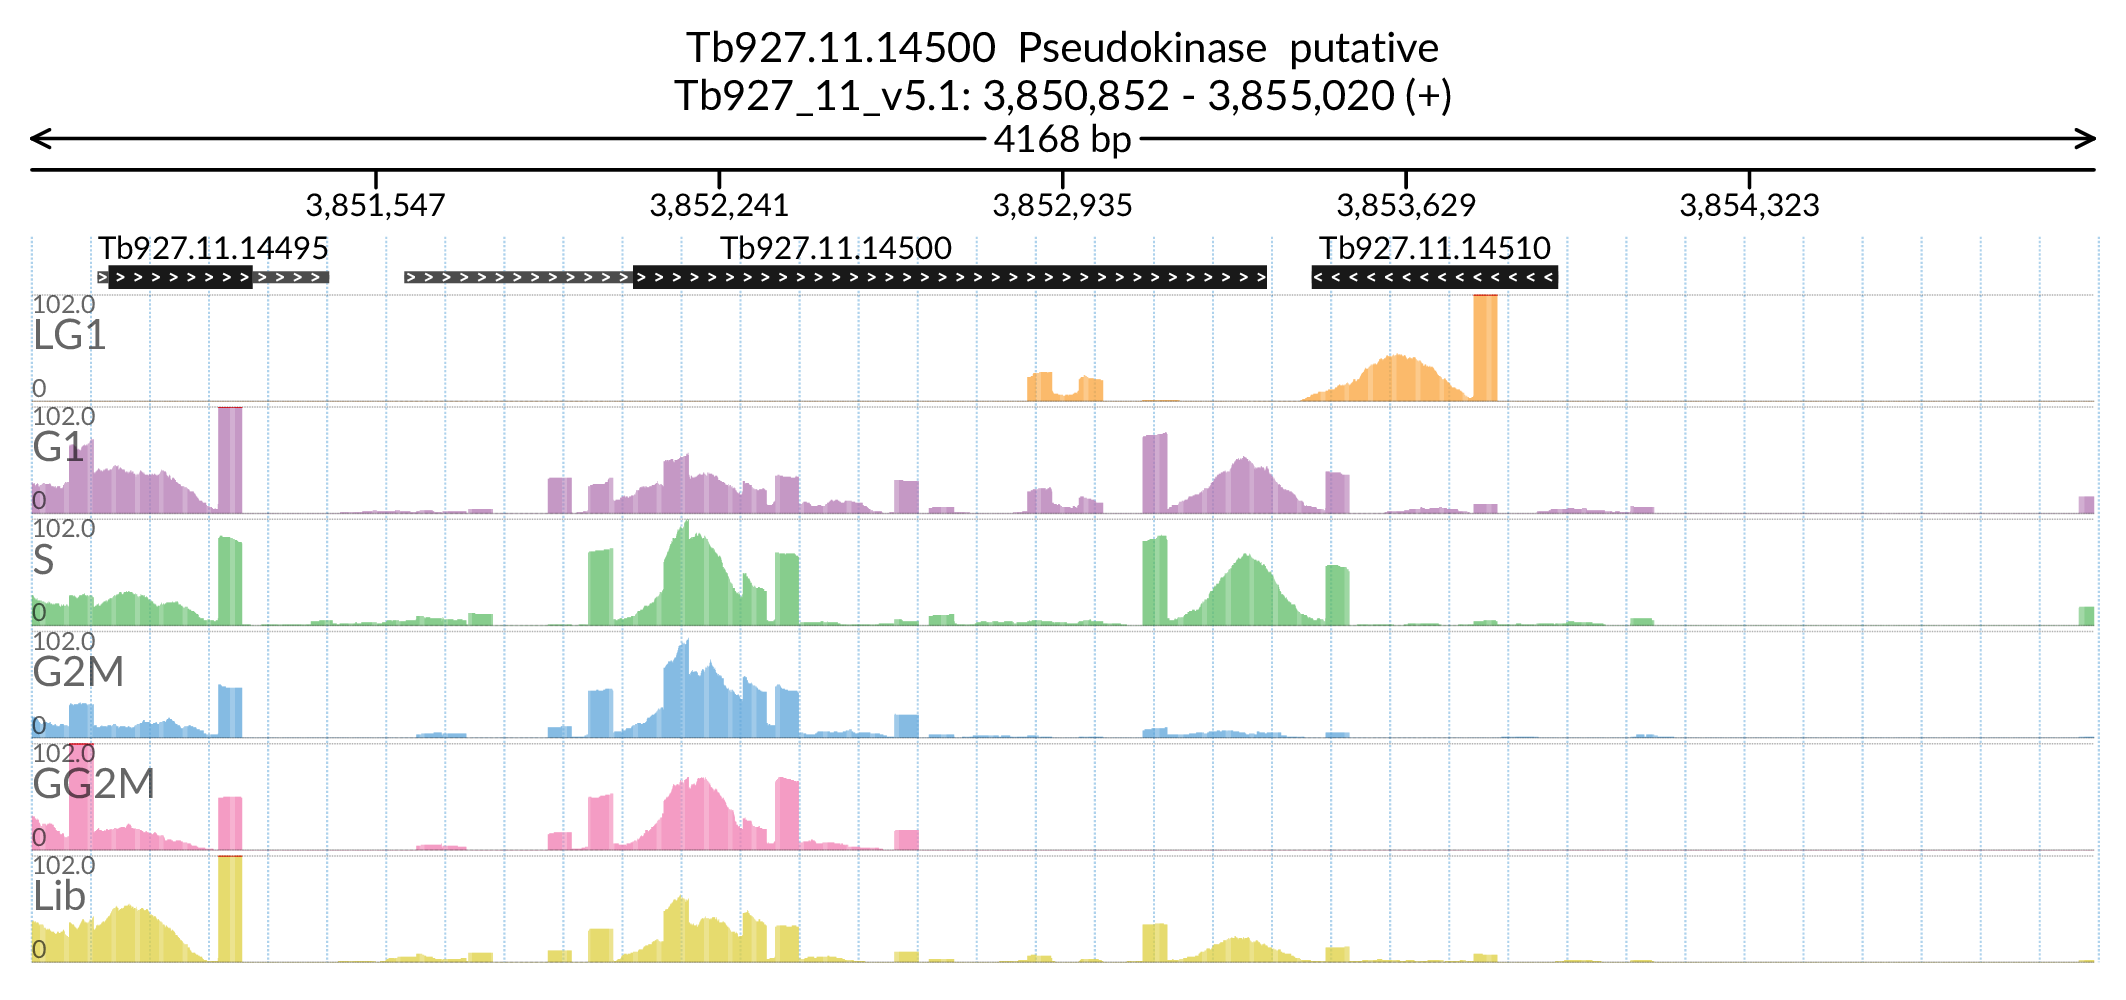 Tb927.11.14500 Pseudokinase putative
Tb927_11_v5.1: 3,850,852 - 3,855,020 (+)
4168 bp
3,851,547 3,852,241 3,852,935 3,853,629 3,854,323
Tb927.11.14495 Tb927.11.14500 Tb927.11.14510
102.0
LG1
0
102.0
G1
0
102.0
S
0
102.0
G2M
0
102.0
GG2M
0
102.0
Lib
0